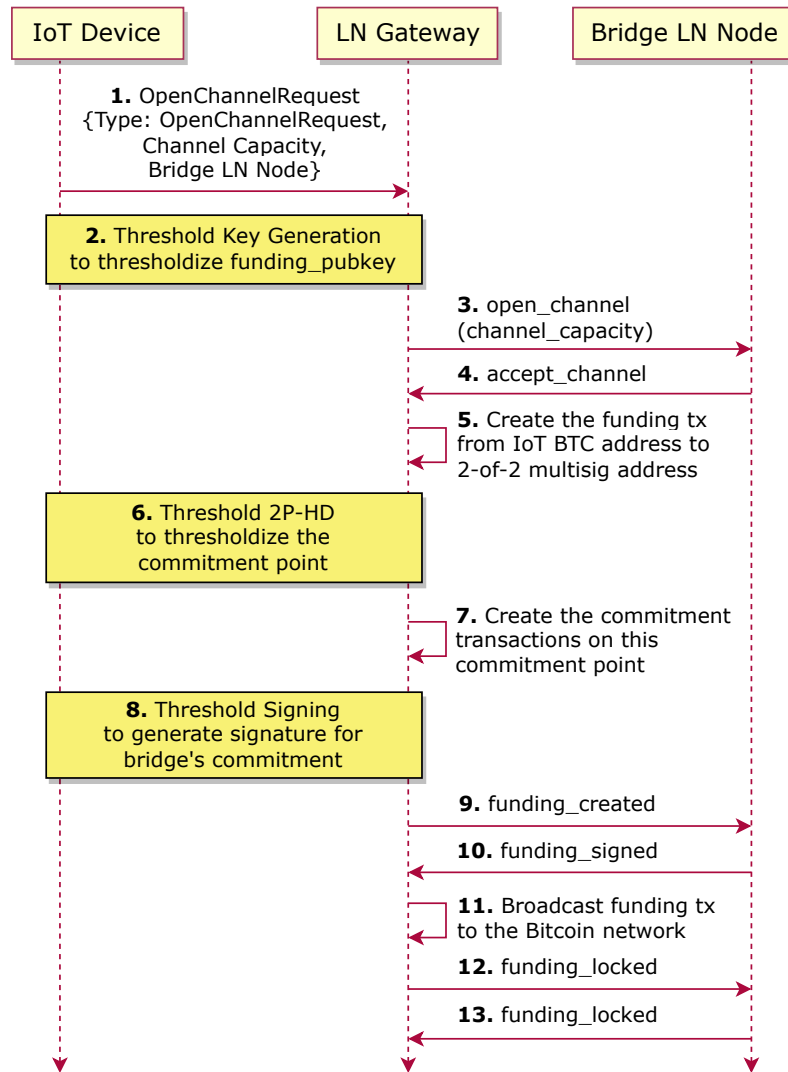 IoT Device
LN Gateway
Bridge LN Node
1. OpenChannelRequest
{Type: OpenChannelRequest,
Channel Capacity,
Bridge LN Node}
2. Threshold Key Generation
to thresholdize funding_pubkey
3. open_channel
(channel_capacity)
4. accept_channel
5. Create the funding tx
from IoT BTC address to
2-of-2 multisig address
6. Threshold 2P-HD
to thresholdize the
commitment point
7. Create the commitment
transactions on this
commitment point
8. Threshold Signing
to generate signature for
bridge's commitment
9. funding_created
10. funding_signed
11. Broadcast funding tx
to the Bitcoin network
12. funding_locked
13. funding_locked